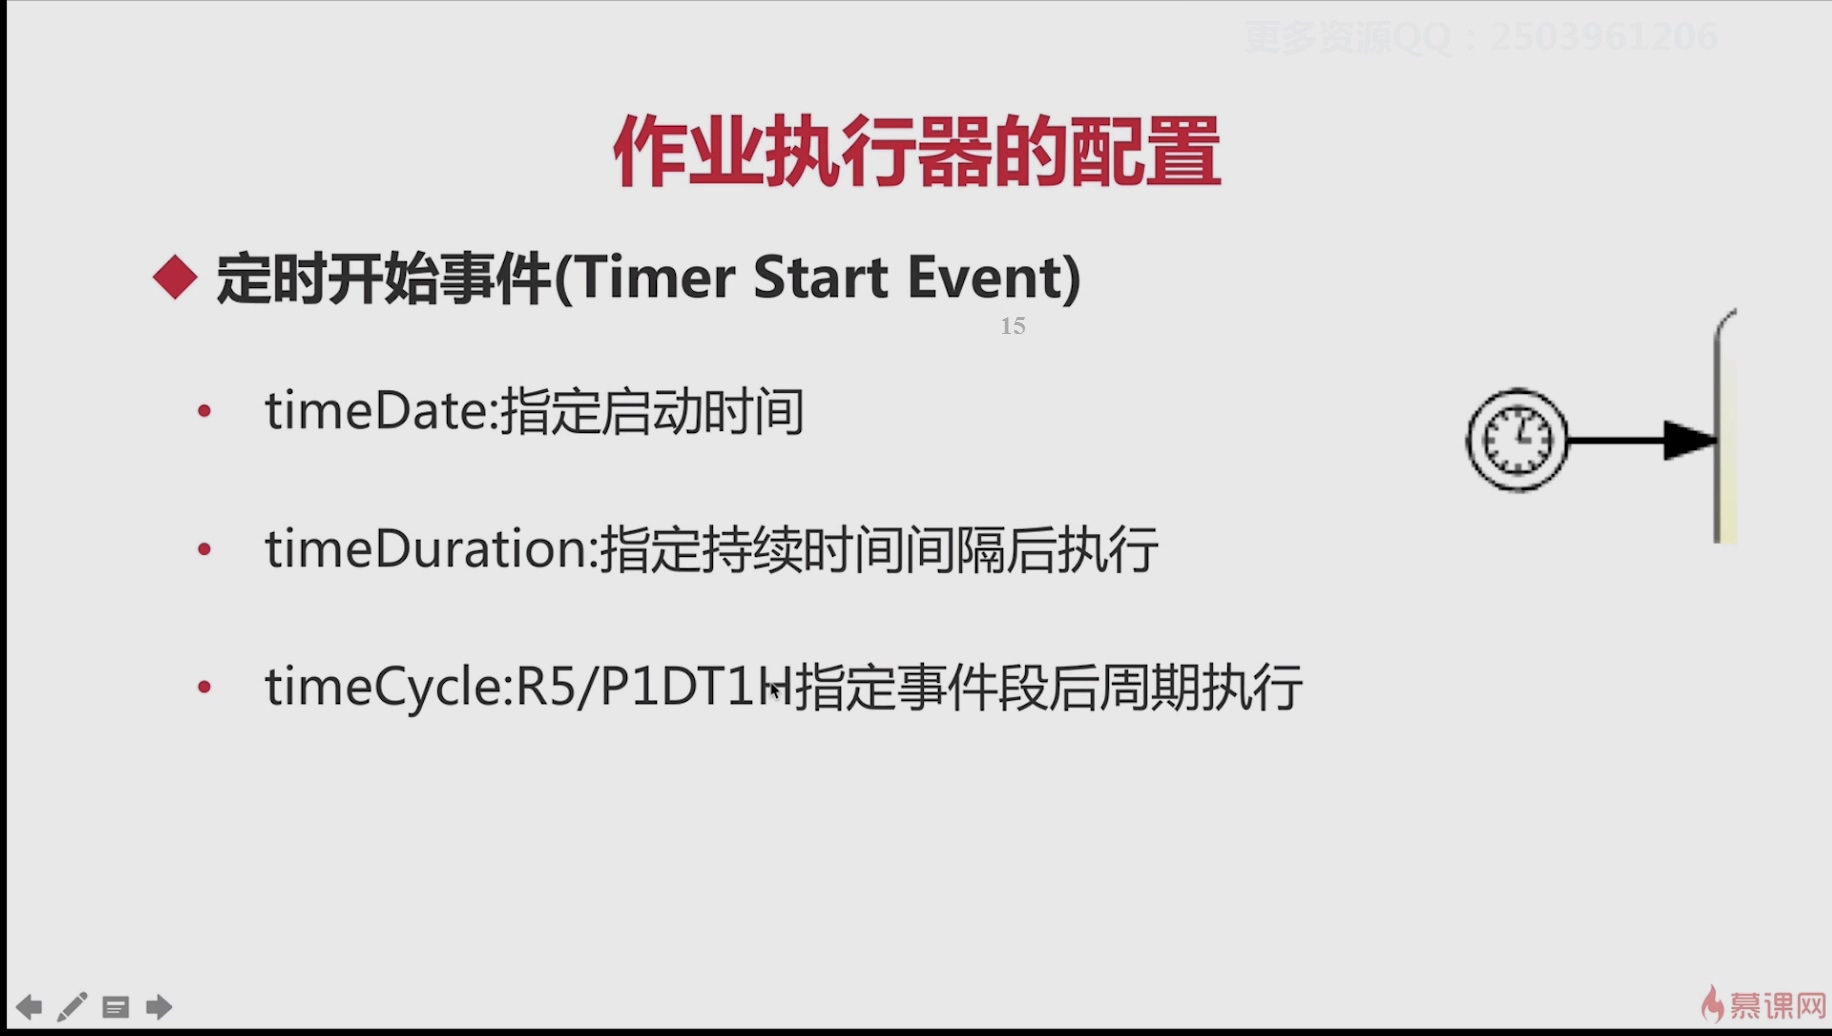 更多资源QQ：2503961206
作业执行器的配置
定时开始事件(Timer Start Event)
15
timeDate:指定启动时间
timeDuration:指定持续时间间隔后执行
timeCycle:R5/P1DT1H指定事件段后周期执行
慕课网